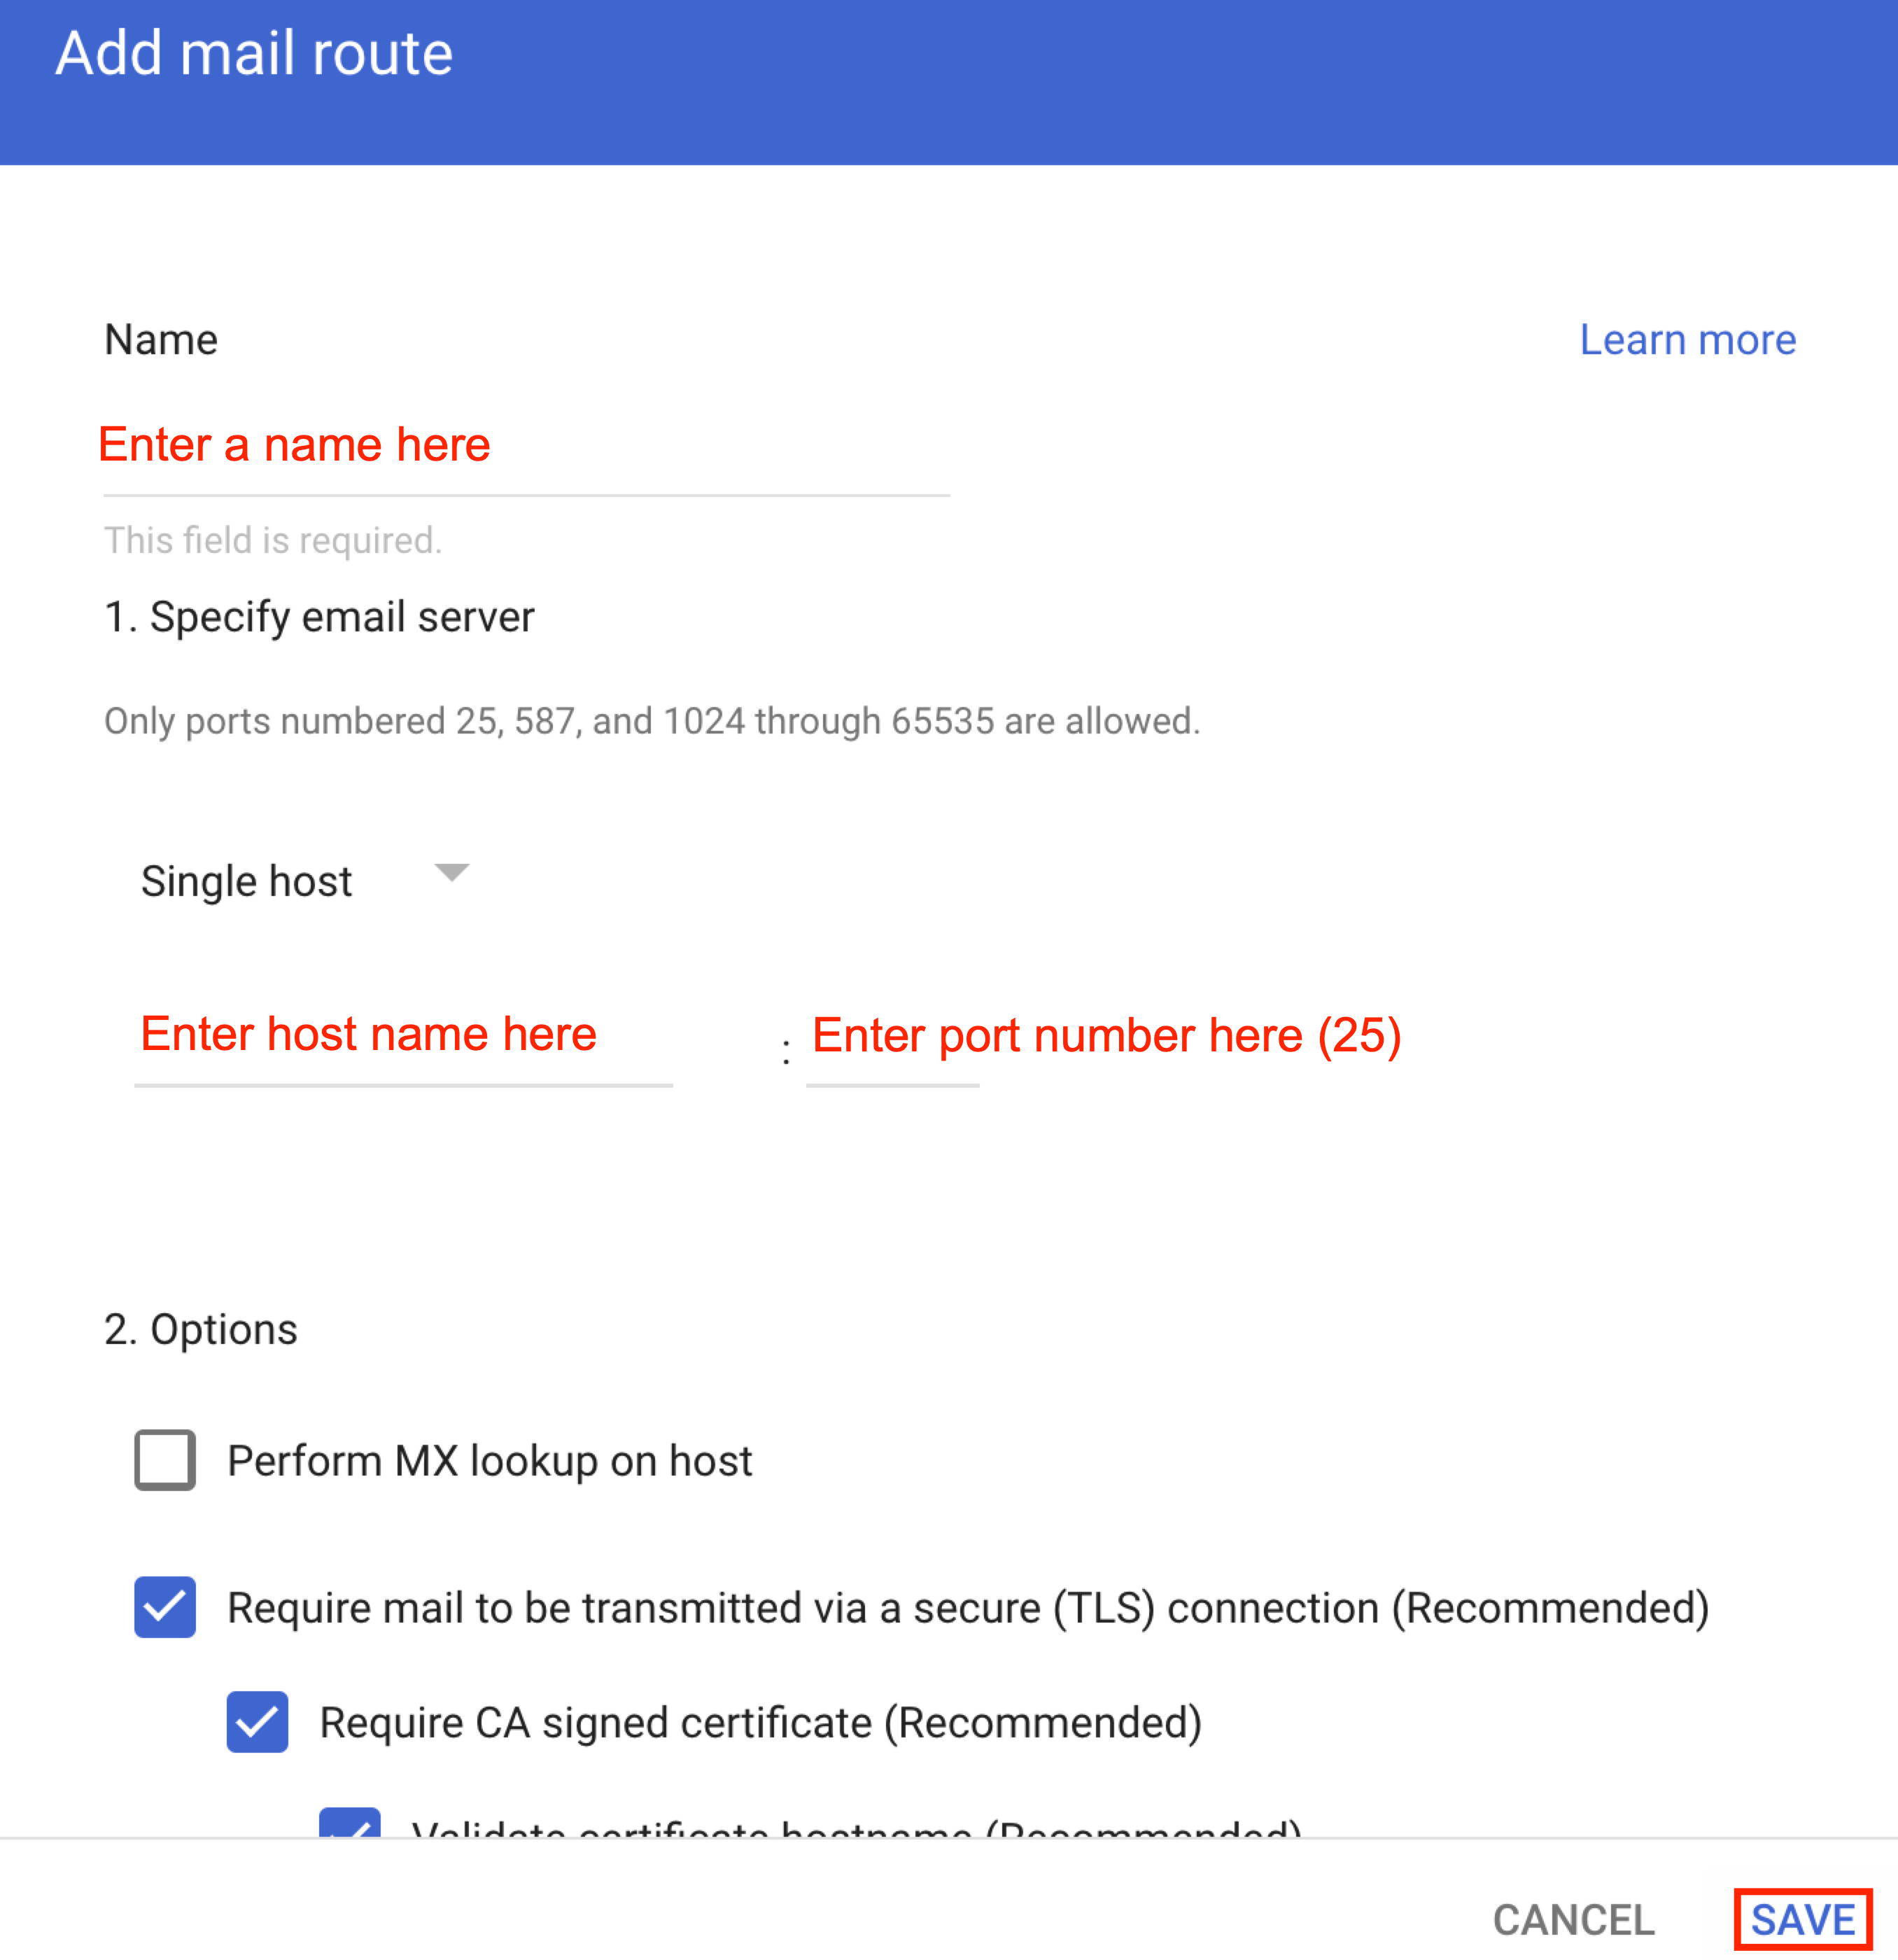 Add mail route
Name
Learn more
Enter a name here
This field is required.
1. Specify email server
Only ports numbered 25, 587, and 1024 through 65535 are allowed.
Single host
Enter host name here : Enter port number here (25)
2. Options
Perform MX lookup on host
Require mail to be transmitted via a secure (TLS) connection (Recommended)
Require CA signed certificate (Recommended)
Validate certificate hostname (Recommended)
CANCEL
SAVE